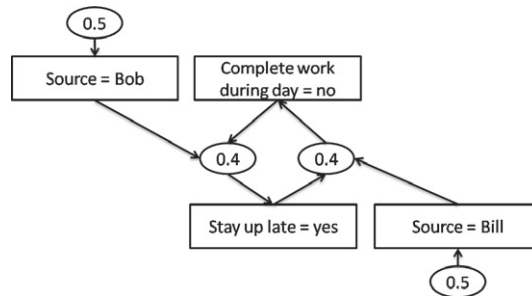 0.5
Source = Bob
Complete work
during day = no
0.4
0.4
Stay up late = yes
Source = Bill
0.5